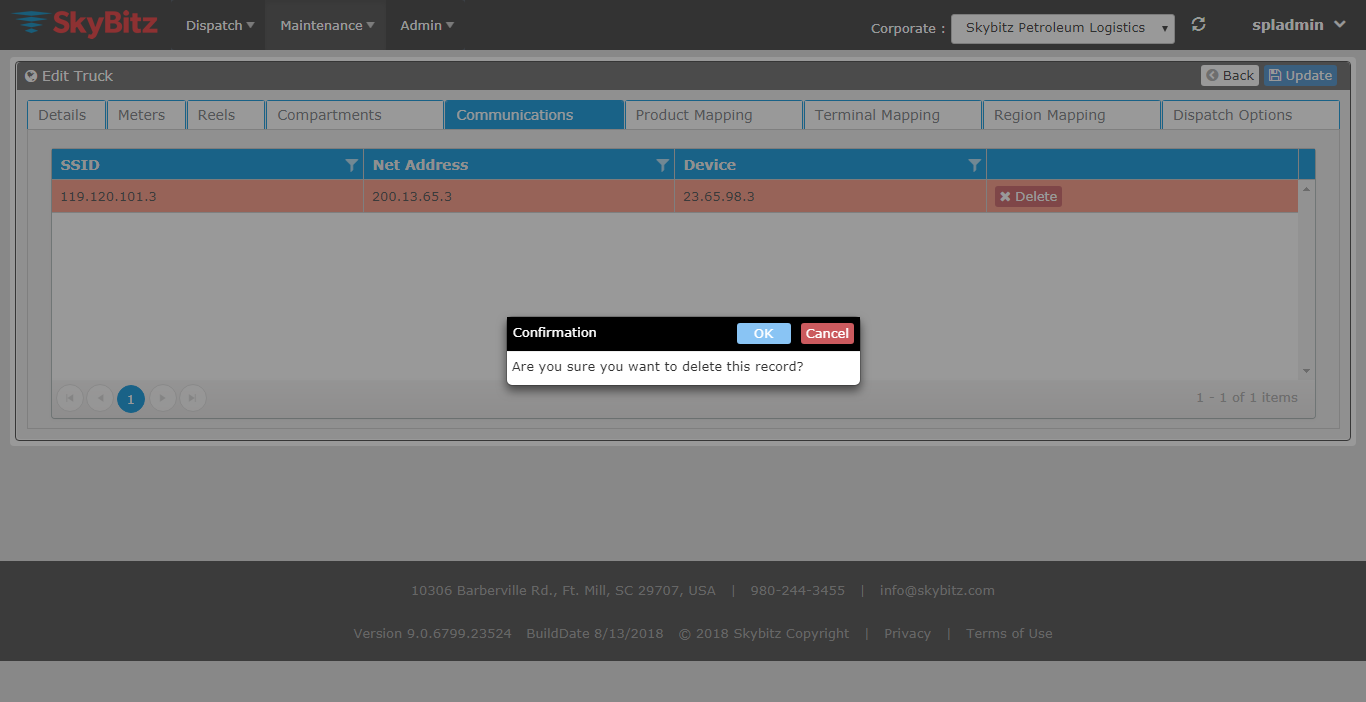 SkyBitz Dispatch Maintenance Admin Corporate : Skybitz Petroleum Logistics spladmin
Edit Truck Back Update
Details Meters Reels Compartments Communications Product Mapping Terminal Mapping Region Mapping Dispatch Options
SSID Net Address Device
119.120.101.3 200.13.65.3 23.65.98.3 Delete
Confirmation OK Cancel
Are you sure you want to delete this record?
1 1 - 1 of 1 items
10306 Barberville Rd., Ft. Mill, SC 29707, USA | 980-244-3455 | info@skybitz.com
Version 9.0.6799.23524 BuildDate 8/13/2018 © 2018 Skybitz Copyright | Privacy | Terms of Use